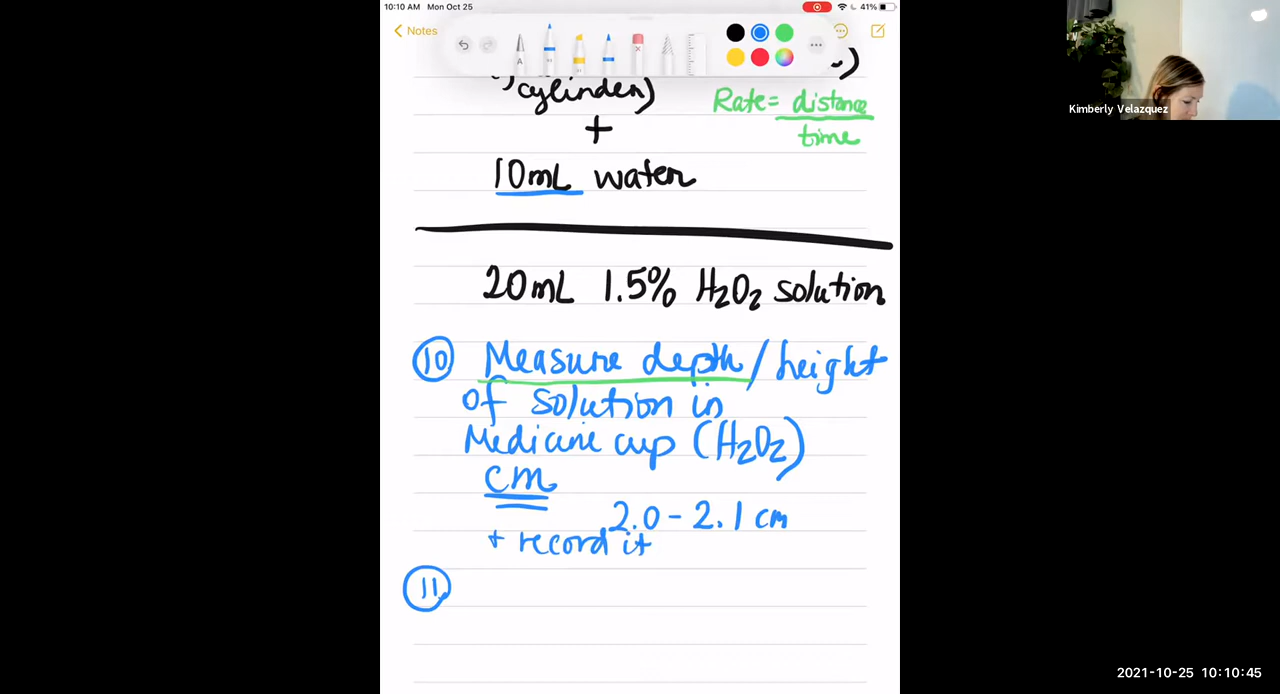 10:10 AM Mon Oct 25
41%
Notes
A
cylinder)
Rate = distance
time
+
10mL water
20mL 1.5% H2O2 solution
10 Measure depth / height
of solution in
Medicine cup (H2O2)
cm
2.0 - 2.1 cm
+ record it
11
Kimberly Velazquez
2021-10-25 10:10:45